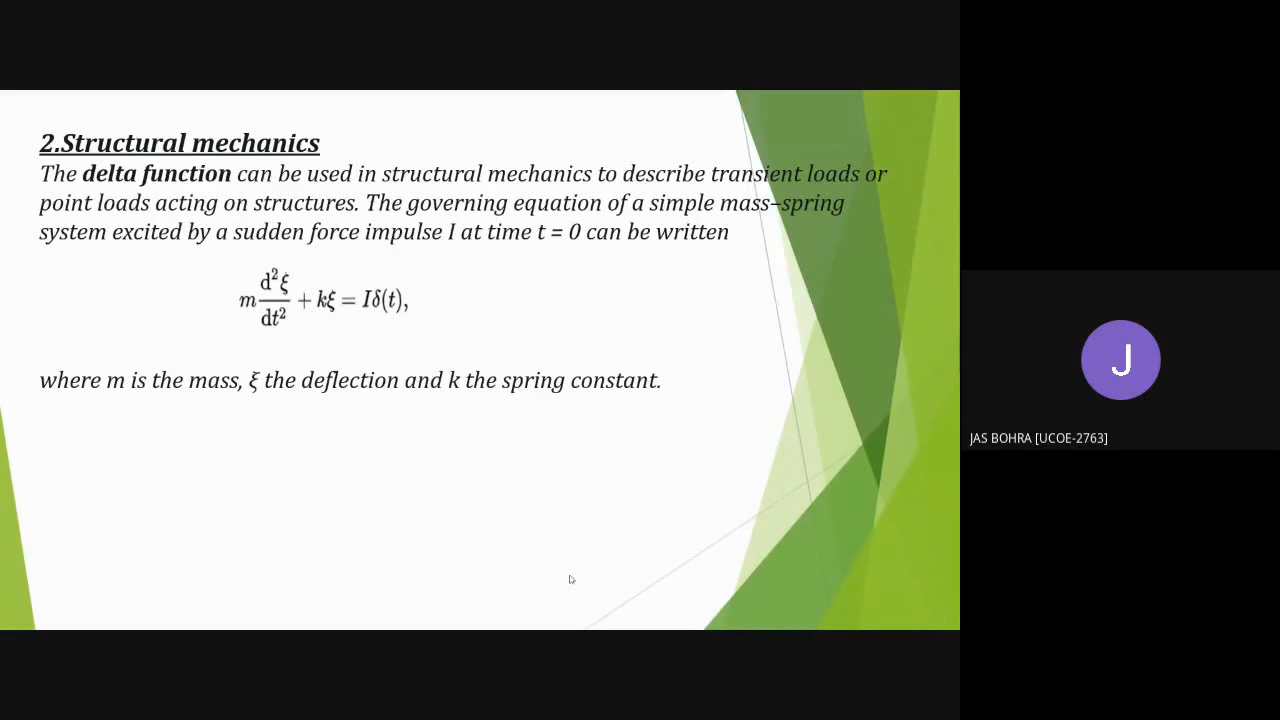 2.Structural mechanics
The delta function can be used in structural mechanics to describe transient loads or
point loads acting on structures. The governing equation of a simple mass–spring
system excited by a sudden force impulse I at time t = 0 can be written
m d²ξ/dt² + kξ = Iδ(t),
where m is the mass, ξ the deflection and k the spring constant.
J
JAS BOHRA [UCOE-2763]